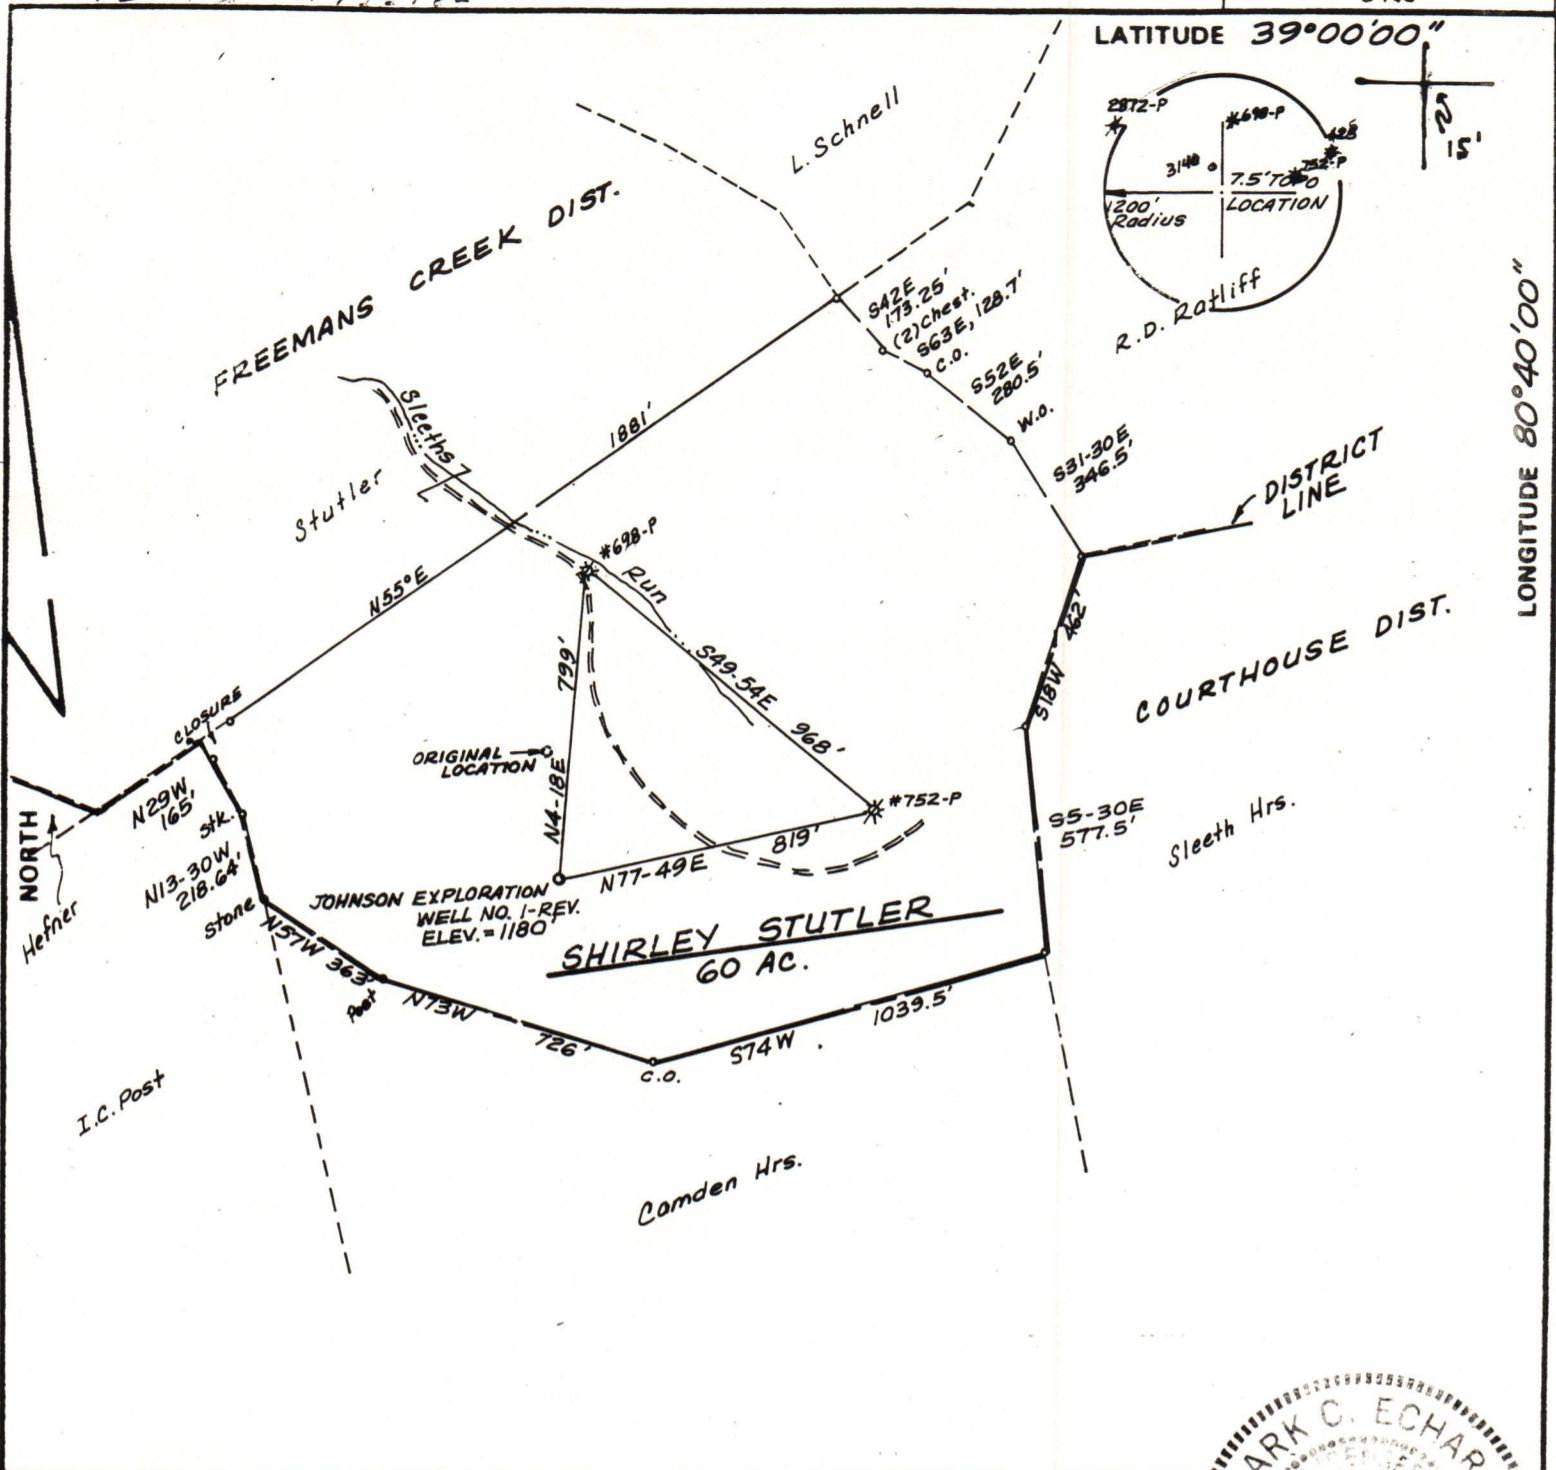 LATITUDE 39°00'00"
2872-P
*698-P
428
3148
752-P
7.5' TOPO
LOCATION
1200'
Radius
15'
L. Schnell
FREEMANS CREEK DIST.
S42E
173.25'
(2) Chest.
S63E, 128.7'
C.O.
R.D. Ratliff
LONGITUDE 80°40'00"
S52E
280.5'
W.O.
Sleeths
1881'
S31-30E
346.5'
DISTRICT
LINE
Stutler
*698-P
Run
N55°E
462'
S18W
COURTHOUSE DIST.
799'
S49-54E
968'
CLOSURE
ORIGINAL
LOCATION
N4-18E
#752-P
819'
N77-49E
S5-30E
577.5'
Sleeth Hrs.
N29W
165'
Stk.
NORTH
Hefner
N13-30W
218.64'
Stone
JOHNSON EXPLORATION
WELL NO. 1-REV.
ELEV. = 1180'
SHIRLEY STUTLER
60 AC.
N57W 363'
Post
N73W
726'
C.O.
S74W
1039.5'
I.C. Post
Camden Hrs.
ARK C. ECHAR